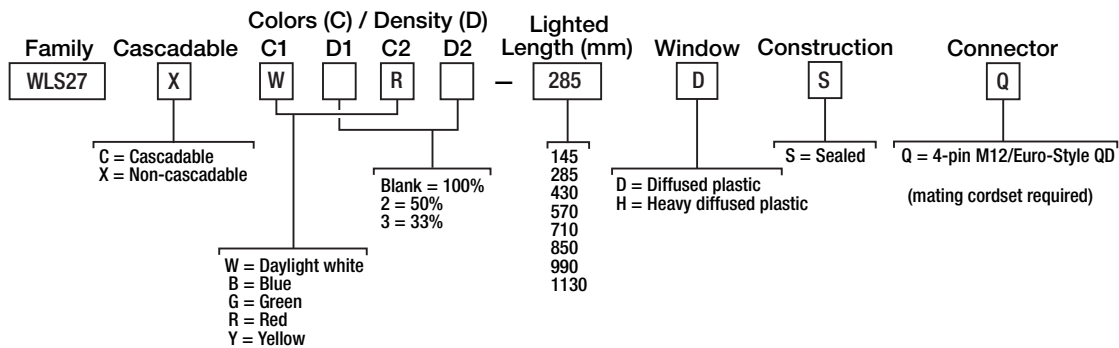 Colors (C) / Density (D)
Family Cascadable C1 D1 C2 D2 Lighted Length (mm) Window Construction Connector
WLS27 X W R – 285 D S Q
C = Cascadable
X = Non-cascadable
W = Daylight white
B = Blue
G = Green
R = Red
Y = Yellow
Blank = 100%
2 = 50%
3 = 33%
145
285
430
570
710
850
990
1130
D = Diffused plastic
H = Heavy diffused plastic
S = Sealed
Q = 4-pin M12/Euro-Style QD
(mating cordset required)